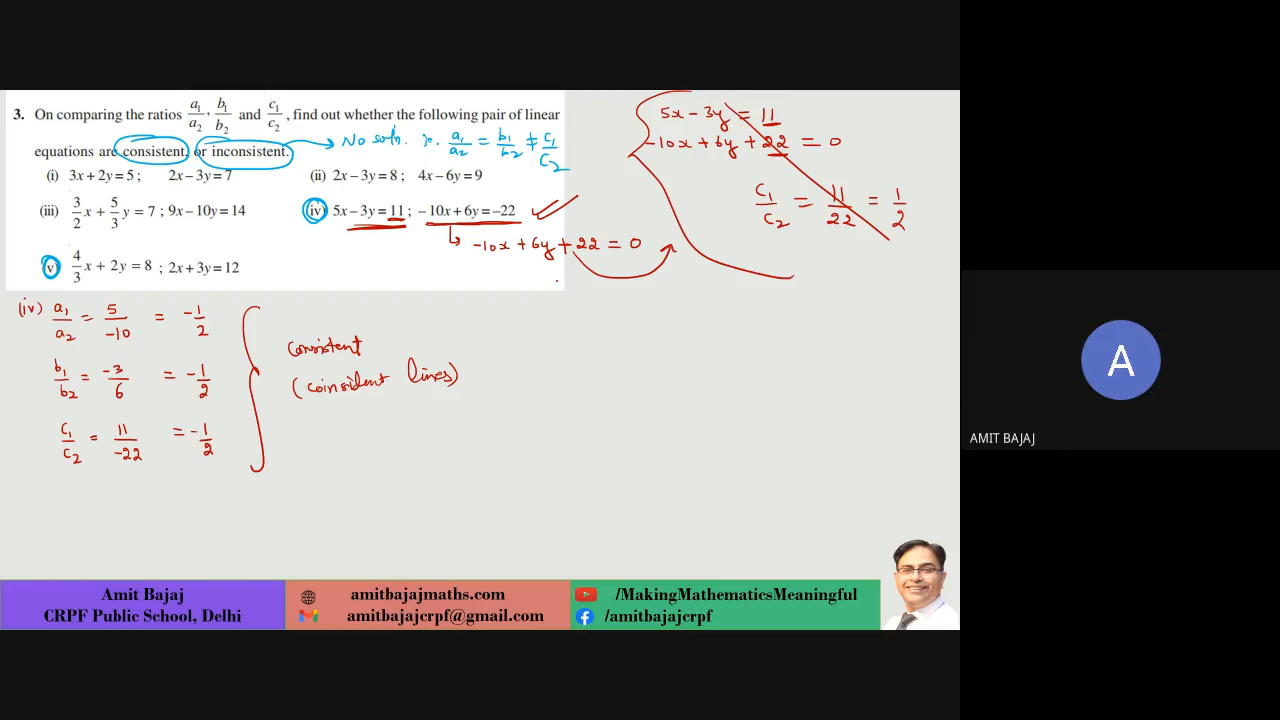 3. On comparing the ratios a₁/a₂, b₁/b₂ and c₁/c₂, find out whether the following pair of linear
equations are consistent, or inconsistent.
→ No soln. i.e. a₁/a₂ = b₁/b₂ ≠ c₁/c₂
(i) 3x + 2y = 5 ; 2x – 3y = 7
(ii) 2x – 3y = 8 ; 4x – 6y = 9
(iii) 3/2 x + 5/3 y = 7 ; 9x – 10y = 14
(iv) 5x – 3y = 11 ; – 10x + 6y = –22
-10x + 6y + 22 = 0
(v) 4/3 x + 2y = 8 ; 2x + 3y = 12
5x - 3y = 11
-10x + 6y + 22 = 0
c₁/c₂ = 11/22 = 1/2
(iv) a₁/a₂ = 5/-10 = -1/2
b₁/b₂ = -3/6 = -1/2
c₁/c₂ = 11/-22 = -1/2
consistent
(coinsident lines)
A
AMIT BAJAJ
Amit Bajaj
CRPF Public School, Delhi
amitbajajmaths.com
amitbajajcrpf@gmail.com
/MakingMathematicsMeaningful
/amitbajajcrpf